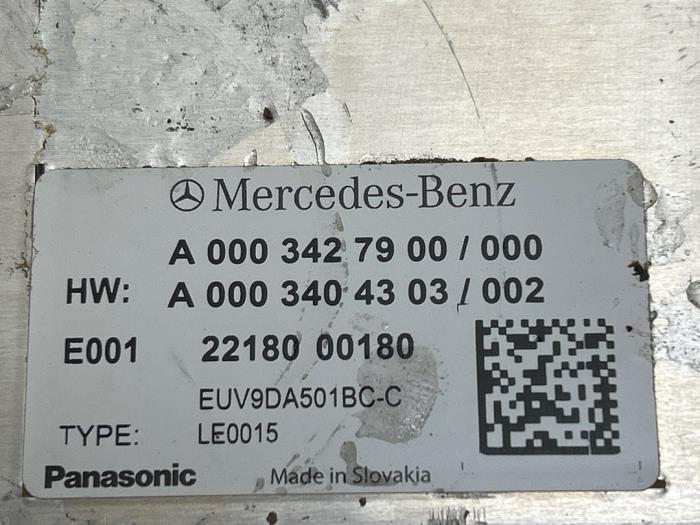 Mercedes-Benz
A 000 342 79 00 / 000
HW: A 000 340 43 03 / 002
E001 22180 00180
EUV9DA501BC-C
TYPE: LE0015
Panasonic Made in Slovakia